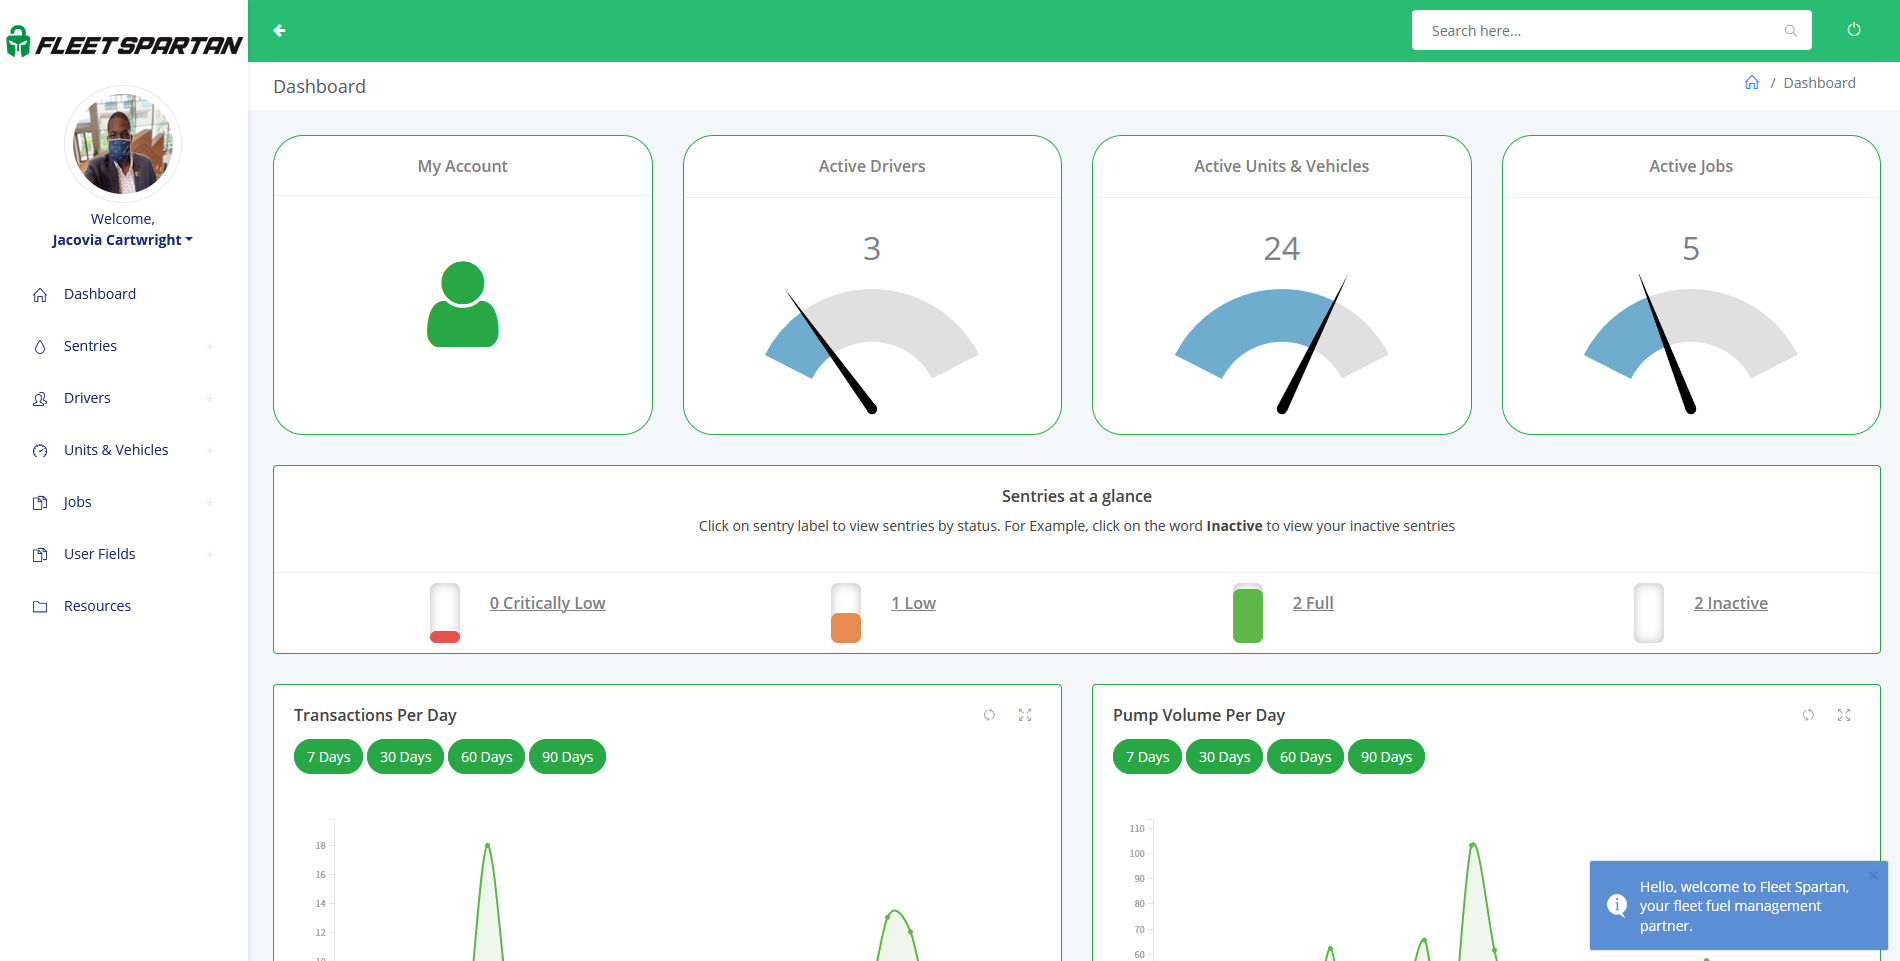 FLEET SPARTAN
Search here...
Dashboard
/ Dashboard
Welcome,
Jacovia Cartwright
Dashboard
Sentries
Drivers
Units & Vehicles
Jobs
User Fields
Resources
My Account
Active Drivers
3
Active Units & Vehicles
24
Active Jobs
5
Sentries at a glance
Click on sentry label to view sentries by status. For Example, click on the word Inactive to view your inactive sentries
0 Critically Low
1 Low
2 Full
2 Inactive
Transactions Per Day
7 Days 30 Days 60 Days 90 Days
18
16
14
12
10
Pump Volume Per Day
7 Days 30 Days 60 Days 90 Days
110
100
90
80
70
60
Hello, welcome to Fleet Spartan,
your fleet fuel management
partner.